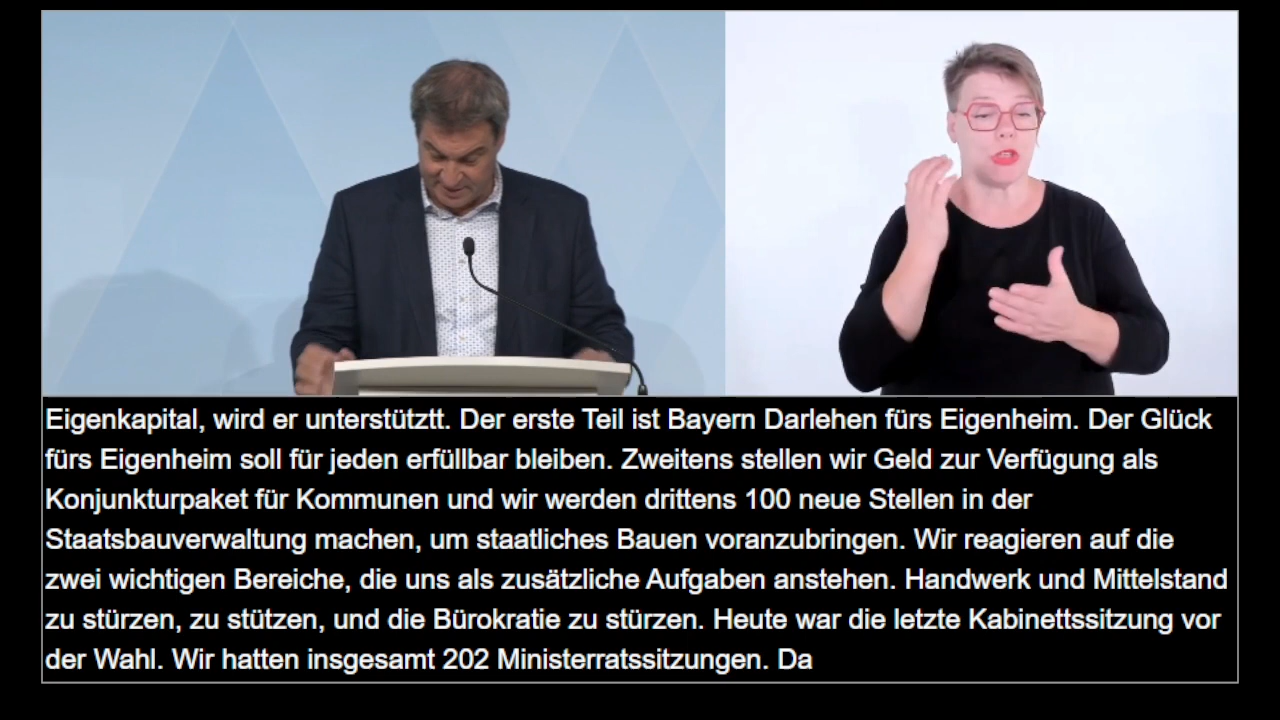 Eigenkapital, wird er unterstütztt. Der erste Teil ist Bayern Darlehen fürs Eigenheim. Der Glück
fürs Eigenheim soll für jeden erfüllbar bleiben. Zweitens stellen wir Geld zur Verfügung als
Konjunkturpaket für Kommunen und wir werden drittens 100 neue Stellen in der
Staatsbauverwaltung machen, um staatliches Bauen voranzubringen. Wir reagieren auf die
zwei wichtigen Bereiche, die uns als zusätzliche Aufgaben anstehen. Handwerk und Mittelstand
zu stürzen, zu stützen, und die Bürokratie zu stürzen. Heute war die letzte Kabinettssitzung vor
der Wahl. Wir hatten insgesamt 202 Ministerratssitzungen. Da